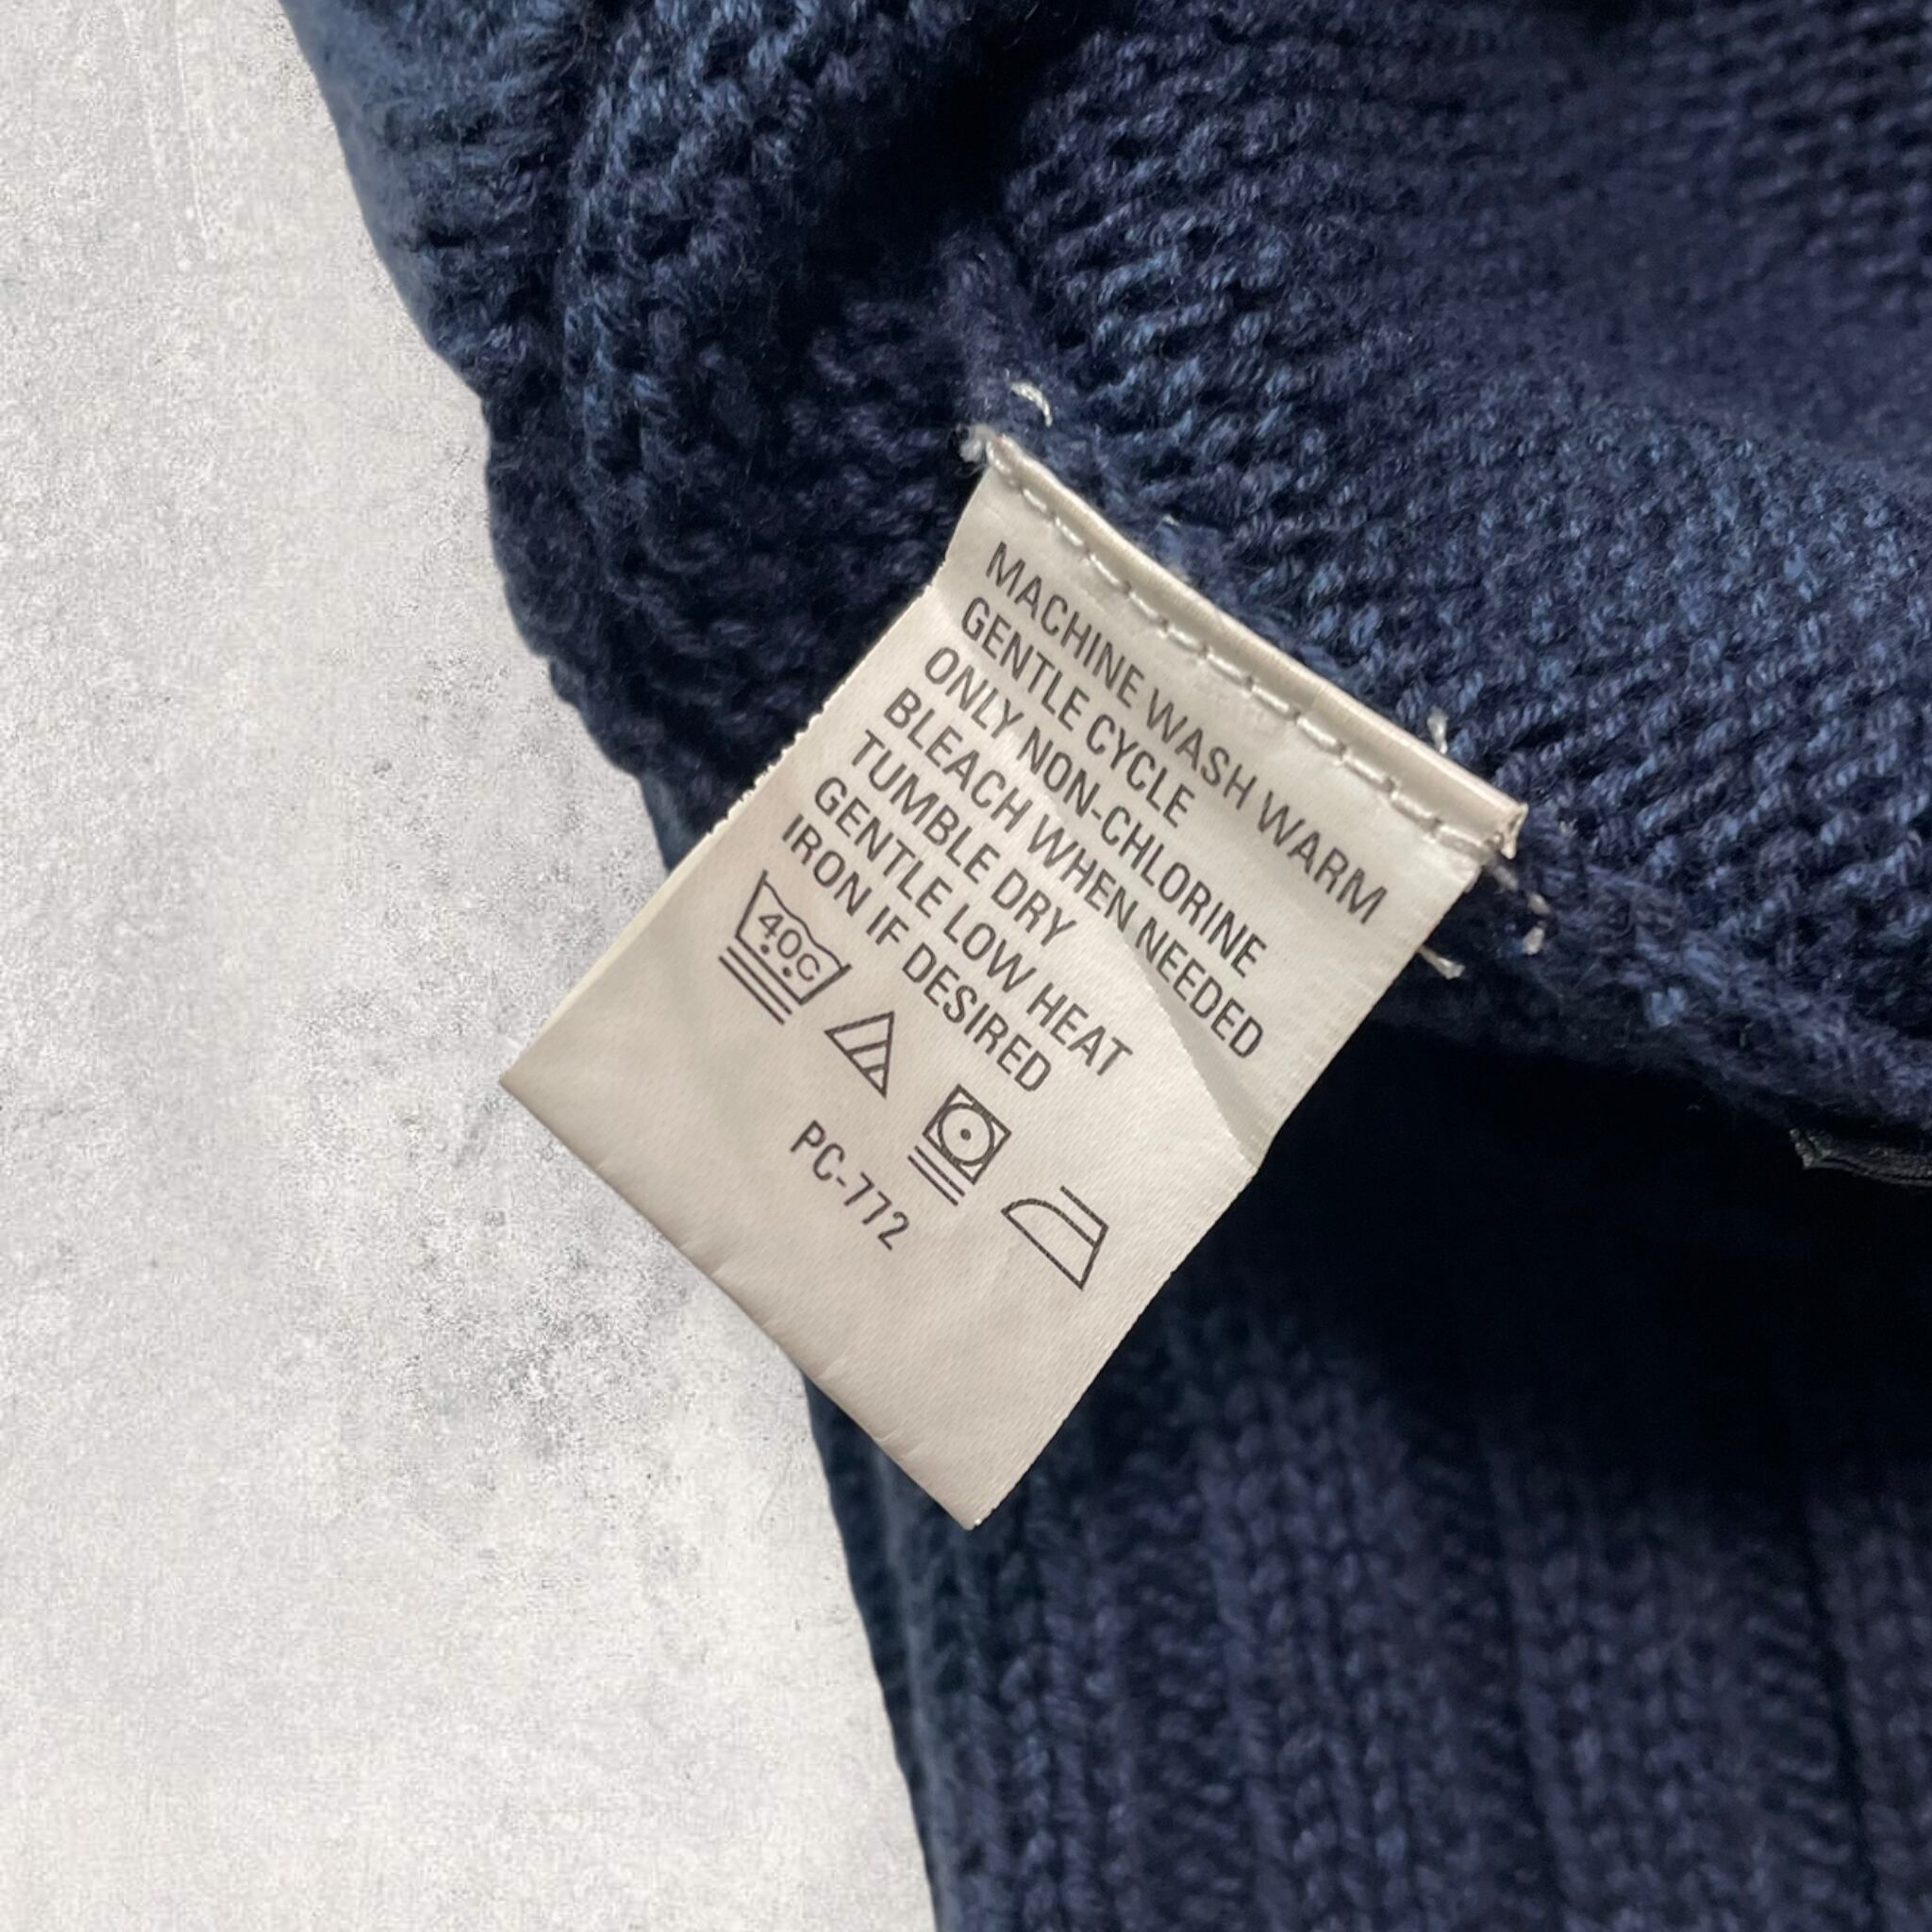 MACHINE WASH WARM
GENTLE CYCLE
ONLY NON-CHLORINE
BLEACH WHEN NEEDED
TUMBLE DRY
GENTLE LOW HEAT
IRON IF DESIRED
40C
PC-772